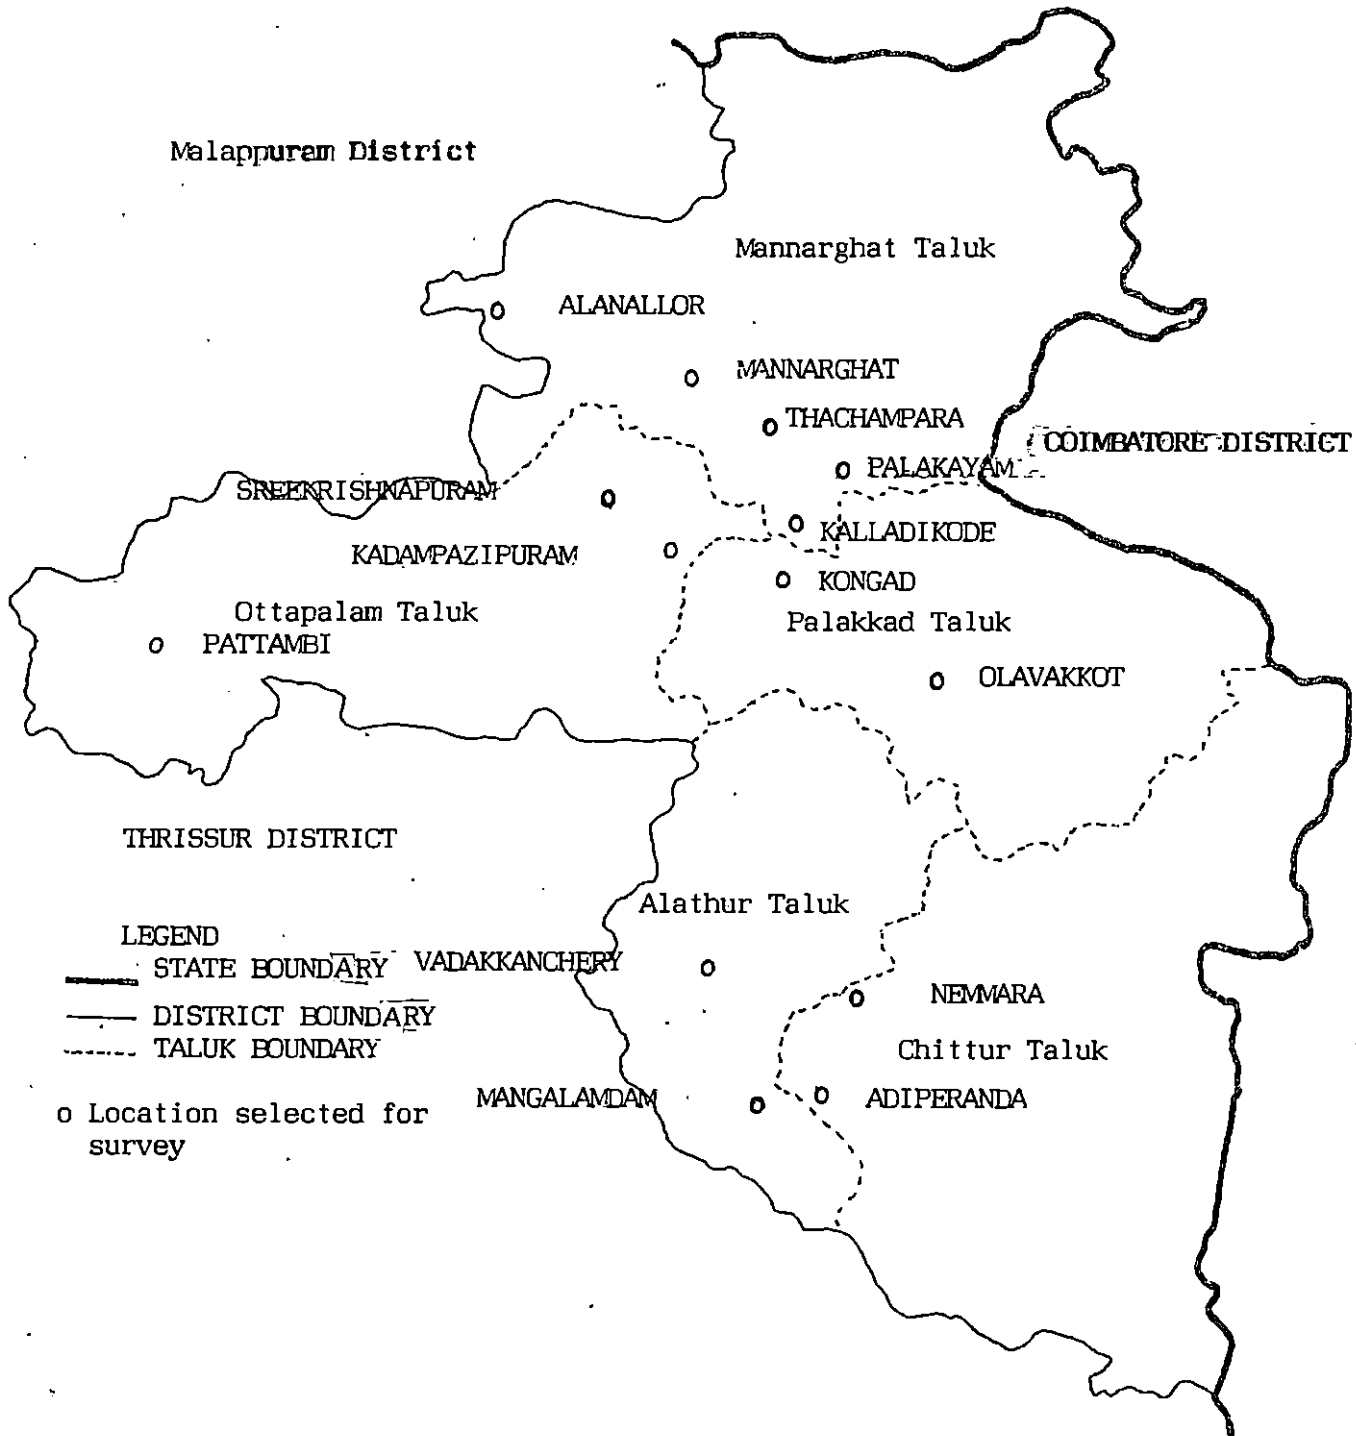 Malappuram District
Mannarghat Taluk
ALANALLOR
MANNARGHAT
THACHAMPARA
COIMBATORE DISTRICT
PALAKAYAM
SREEKRISHNAPURAM
KALLADIKODE
KADAMPAZIPURAM
KONGAD
Ottapalam Taluk
Palakkad Taluk
PATTAMBI
OLAVAKKOT
THRISSUR DISTRICT
Alathur Taluk
LEGEND
STATE BOUNDARY
VADAKKANCHERY
NEMMARA
DISTRICT BOUNDARY
TALUK BOUNDARY
Chittur Taluk
MANGALAMDAM
ADIPERANDA
o Location selected for
survey